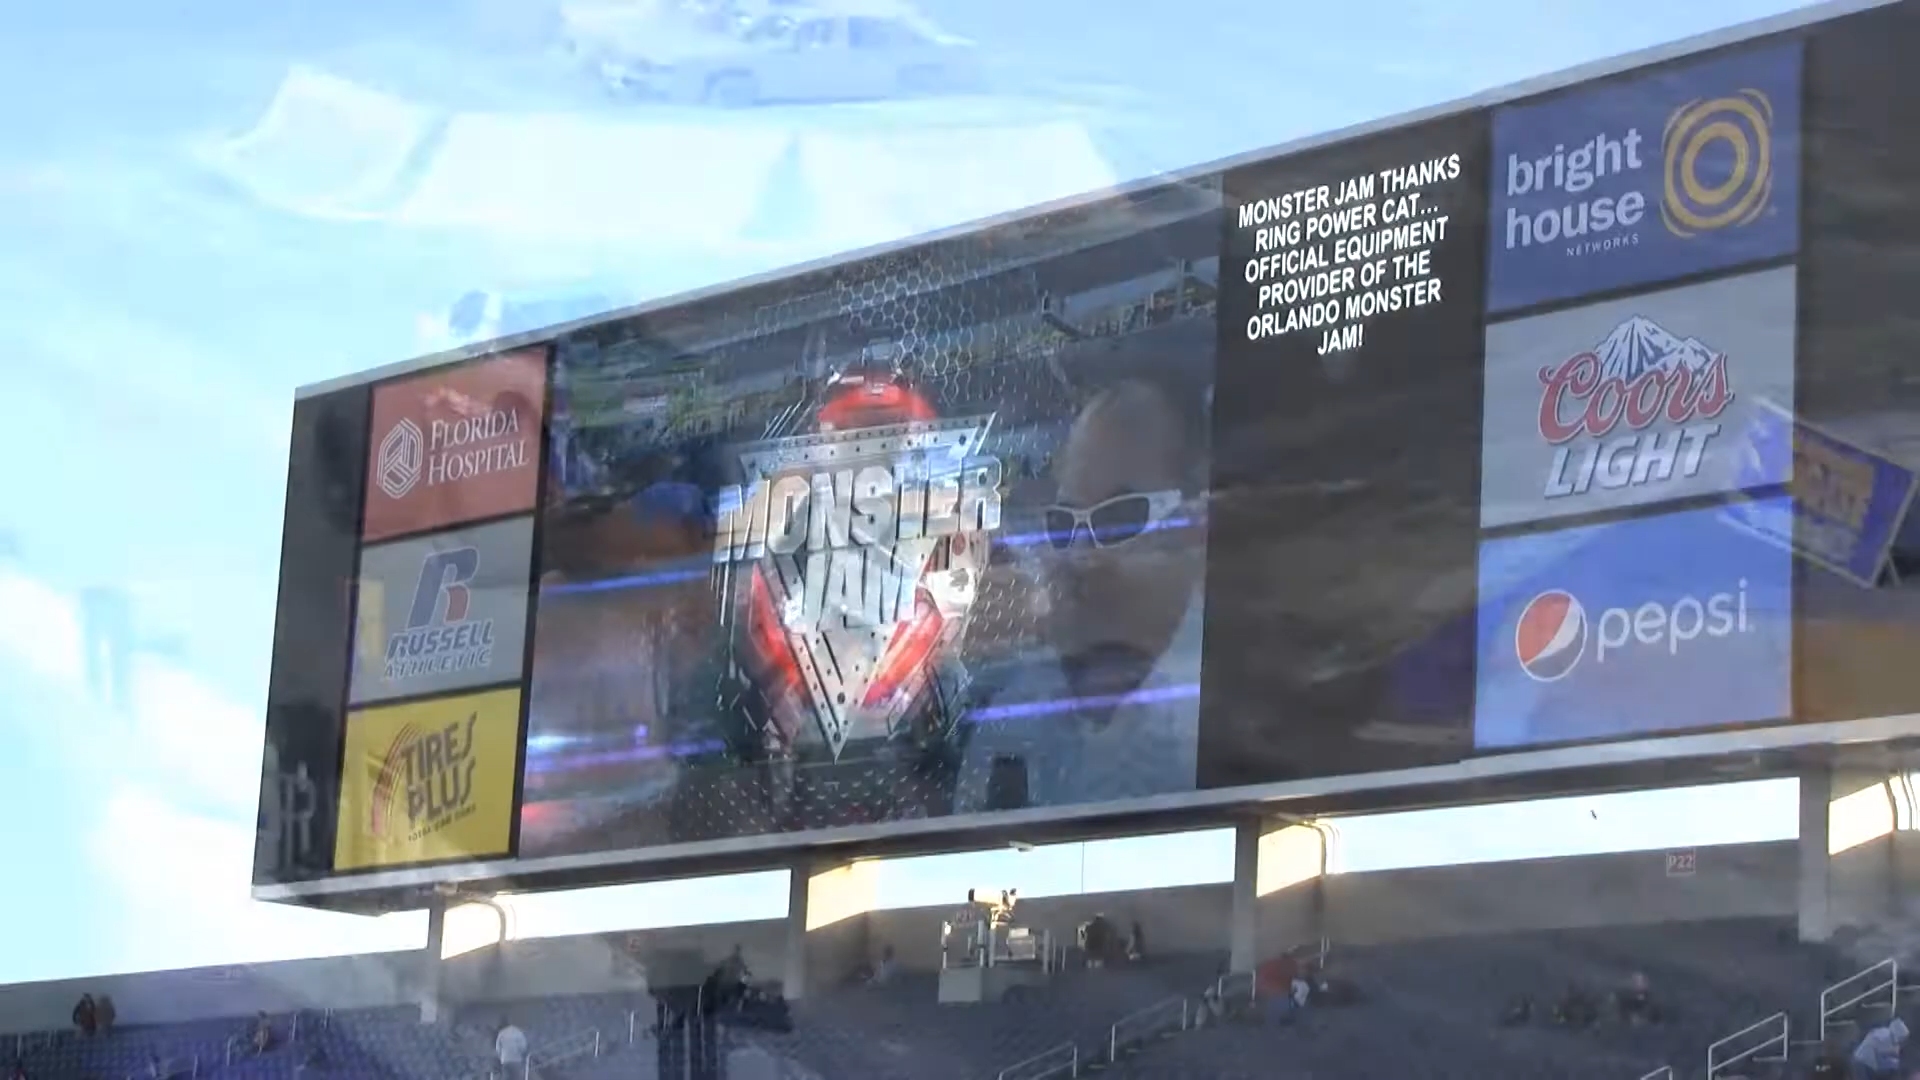 MONSTER JAM THANKS
RING POWER CAT...
OFFICIAL EQUIPMENT
PROVIDER OF THE
ORLANDO MONSTER
JAM!
bright
house
NETWORKS
FLORIDA
HOSPITAL
Coors
LIGHT
MONSTER
JAM
R
RUSSELL
ATHLETIC
pepsi
TIRES
PLUS
P22